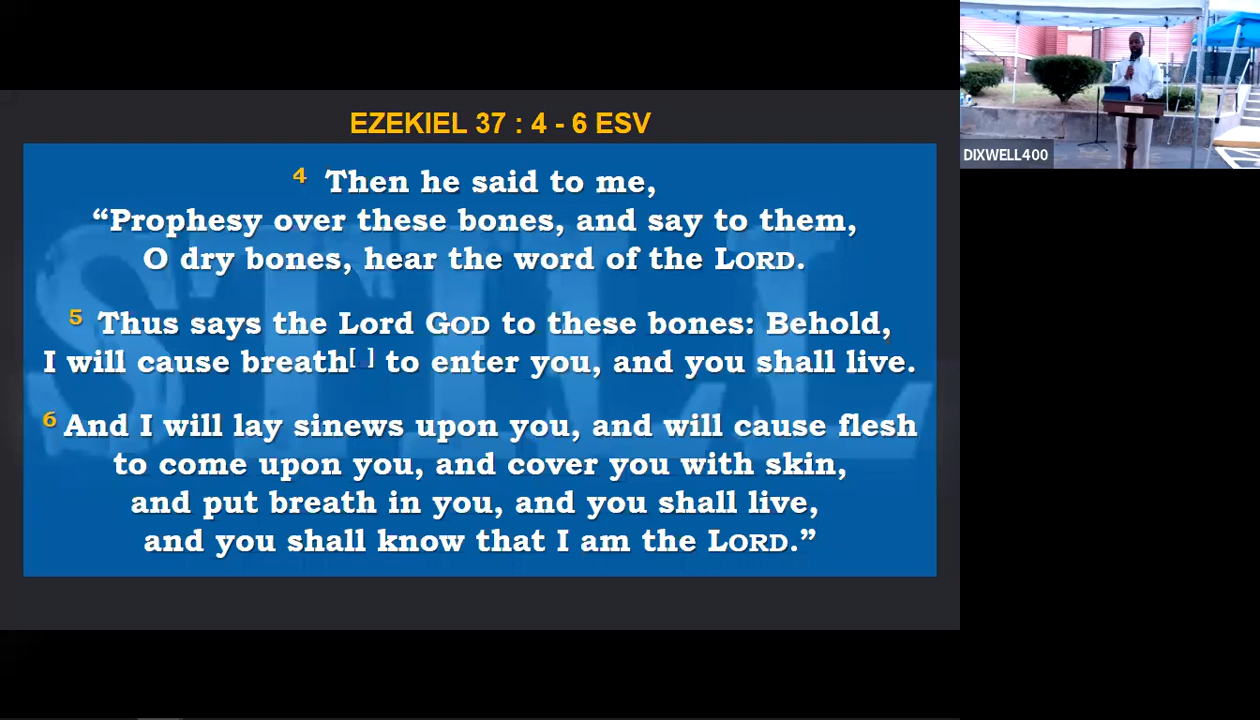 EZEKIEL 37 : 4 - 6 ESV
4 Then he said to me,
“Prophesy over these bones, and say to them,
O dry bones, hear the word of the LORD.
5 Thus says the Lord GOD to these bones: Behold,
I will cause breath[ ] to enter you, and you shall live.
6 And I will lay sinews upon you, and will cause flesh
to come upon you, and cover you with skin,
and put breath in you, and you shall live,
and you shall know that I am the LORD.”
STILL
DIXWELL400